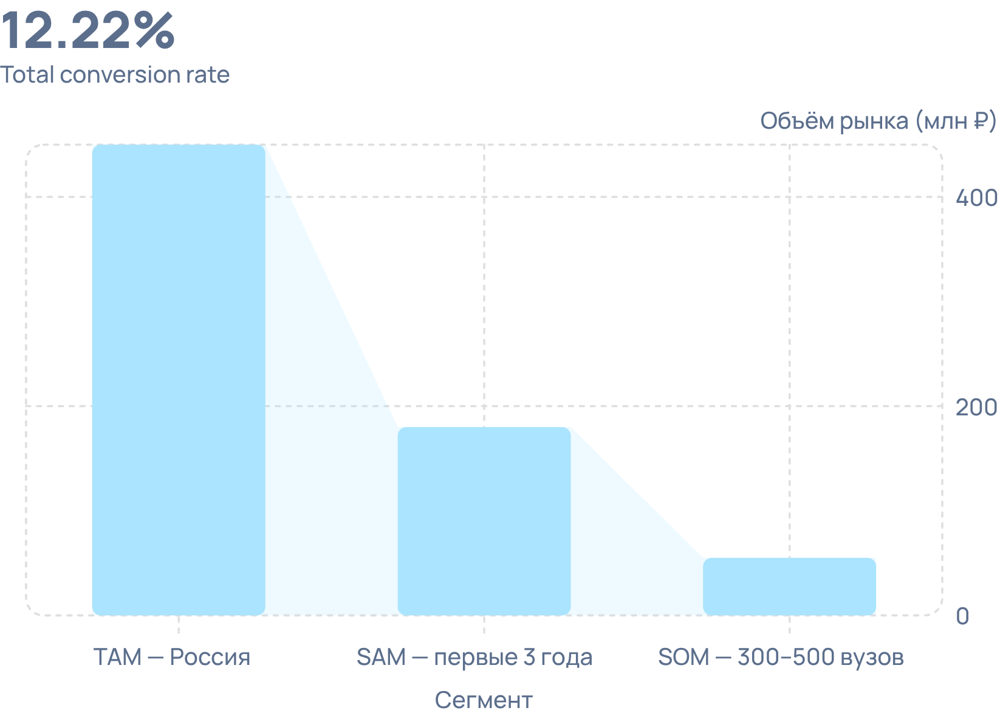 12.22%
Total conversion rate
Объём рынка (млн ₽)
400
200
0
TAM — Россия
SAM — первые 3 года
SOM — 300–500 вузов
Сегмент